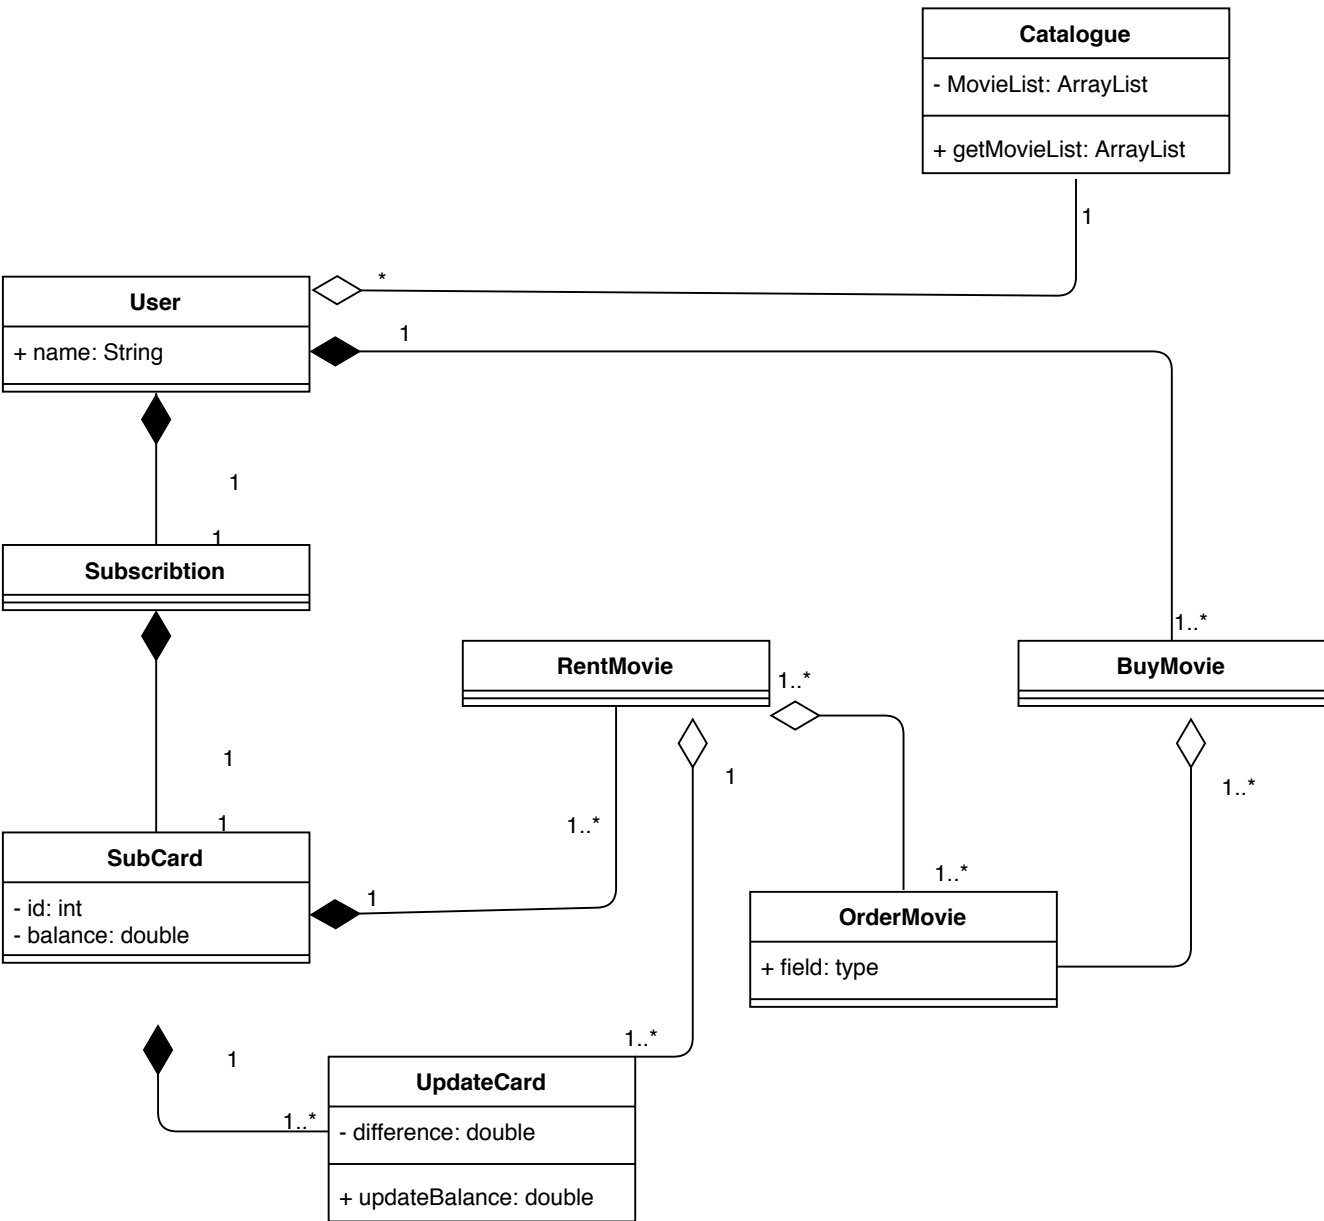 Catalogue
- MovieList: ArrayList
+ getMovieList: ArrayList
1
*
User
+ name: String
1
1
1
Subscribtion
1..*
RentMovie
BuyMovie
1..*
1
1
1..*
1
1..*
1..*
SubCard
- id: int
- balance: double
1
OrderMovie
+ field: type
1..*
1
1..*
UpdateCard
- difference: double
+ updateBalance: double